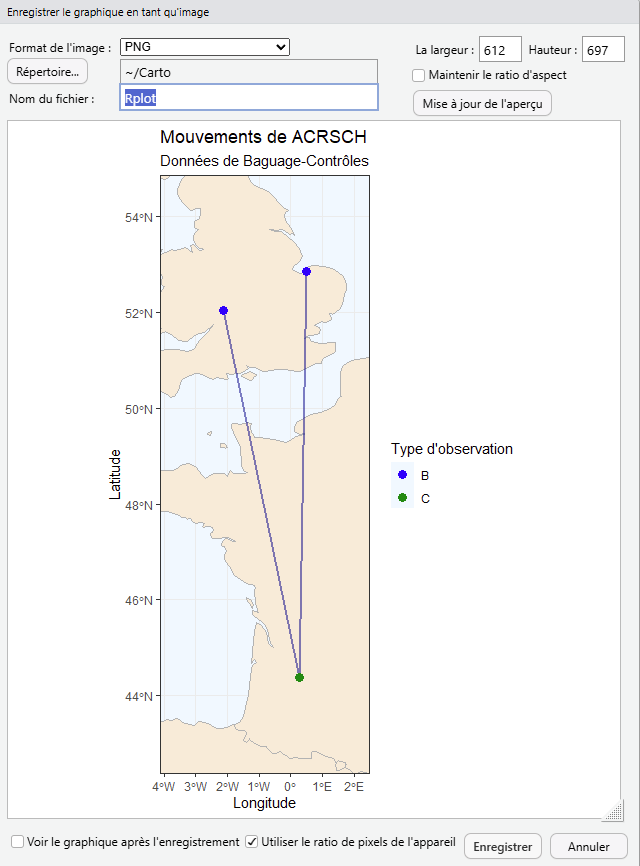 Enregistrer le graphique en tant qu'image
Format de l'image : PNG
La largeur : 612 Hauteur : 697
Répertoire... ~/Carto
Maintenir le ratio d'aspect
Nom du fichier : Rplot
Mise à jour de l'aperçu
Mouvements de ACRSCH
Données de Baguage-Contrôles
54°N
52°N
50°N
48°N
46°N
44°N
Latitude
4°W 3°W 2°W 1°W 0° 1°E 2°E
Longitude
Type d'observation
B
C
Voir le graphique après l'enregistrement Utiliser le ratio de pixels de l'appareil Enregistrer Annuler